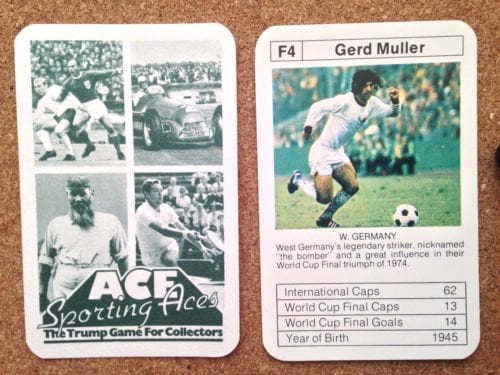 ACE
Sporting Aces
The Trump Game For Collectors
F4 Gerd Muller
W. GERMANY
West Germany's legendary striker, nicknamed
"the bomber" and a great influence in their
World Cup Final triumph of 1974.
International Caps 62
World Cup Final Caps 13
World Cup Final Goals 14
Year of Birth 1945